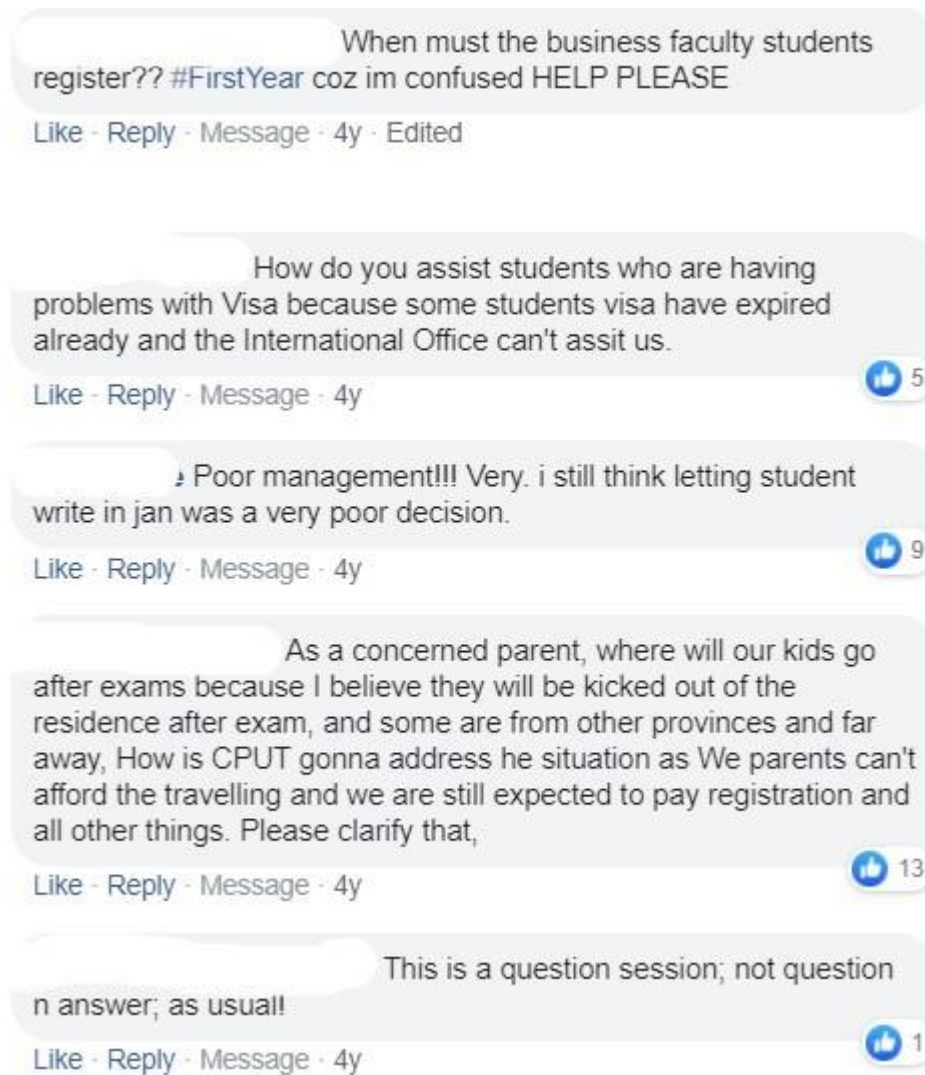 When must the business faculty students
register?? #FirstYear coz im confused HELP PLEASE
Like · Reply · Message · 4y · Edited
How do you assist students who are having
problems with Visa because some students visa have expired
already and the International Office can't assit us.
5
Like · Reply · Message · 4y
Poor management!!! Very. i still think letting student
write in jan was a very poor decision.
9
Like · Reply · Message · 4y
As a concerned parent, where will our kids go
after exams because I believe they will be kicked out of the
residence after exam, and some are from other provinces and far
away, How is CPUT gonna address he situation as We parents can't
afford the travelling and we are still expected to pay registration and
all other things. Please clarify that,
13
Like · Reply · Message · 4y
This is a question session; not question
n answer; as usual!
1
Like · Reply · Message · 4y